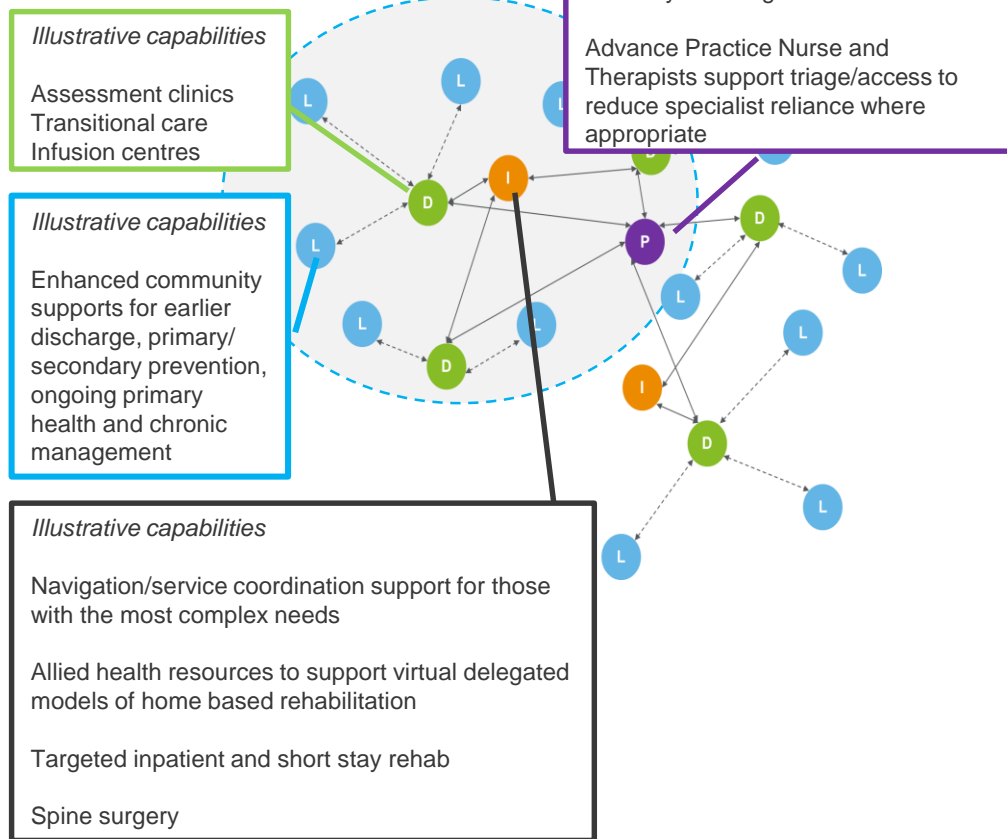 Illustrative capabilities
Assessment clinics
Transitional care
Infusion centres
Advance Practice Nurse and
Therapists support triage/access to
reduce specialist reliance where
appropriate
Illustrative capabilities
Enhanced community
supports for earlier
discharge, primary/
secondary prevention,
ongoing primary
health and chronic
management
L
L
L
I
D
D
L
P
D
L
L
L
L
L
D
I
D
L
L
Illustrative capabilities
Navigation/service coordination support for those
with the most complex needs
Allied health resources to support virtual delegated
models of home based rehabilitation
Targeted inpatient and short stay rehab
Spine surgery